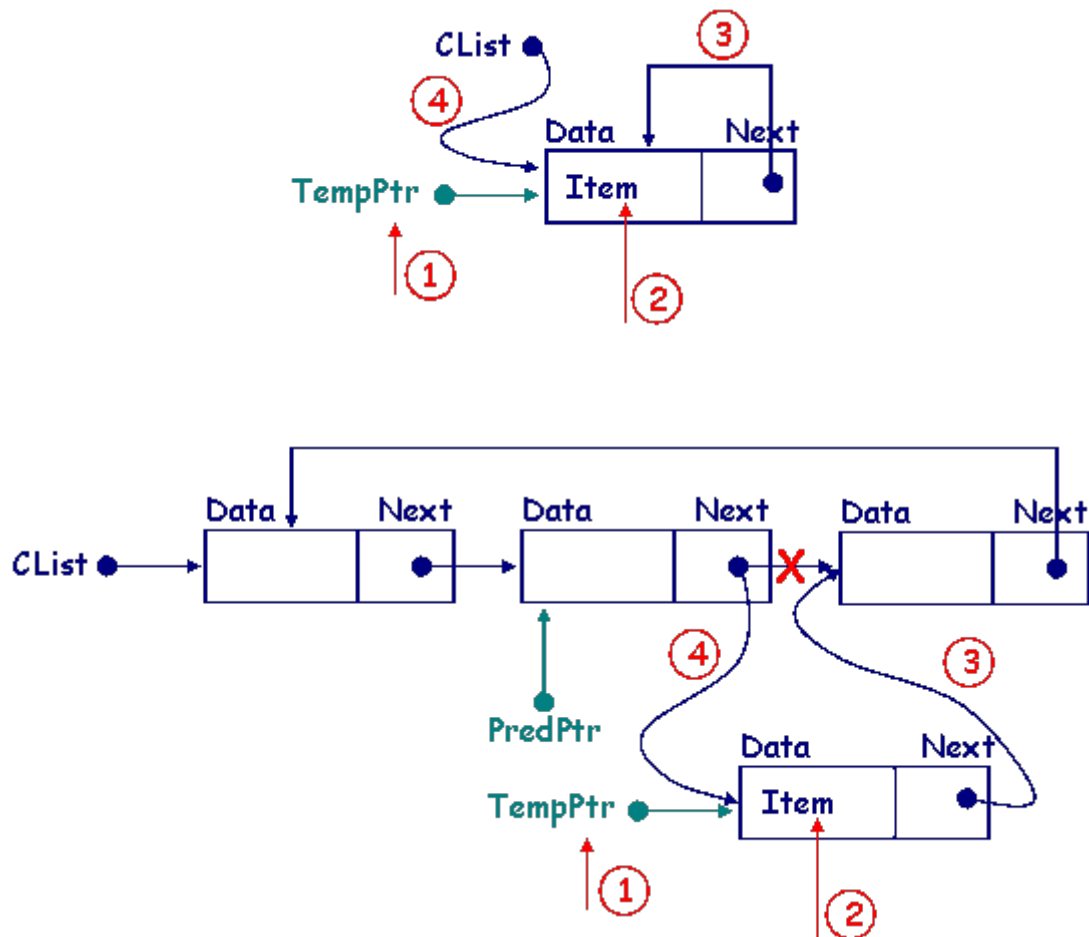 CList
3
4
Data Next
TempPtr Item
1
2
Data Next Data Next Data Next
CList
X
4
3
PredPtr
Data Next
TempPtr Item
1
2